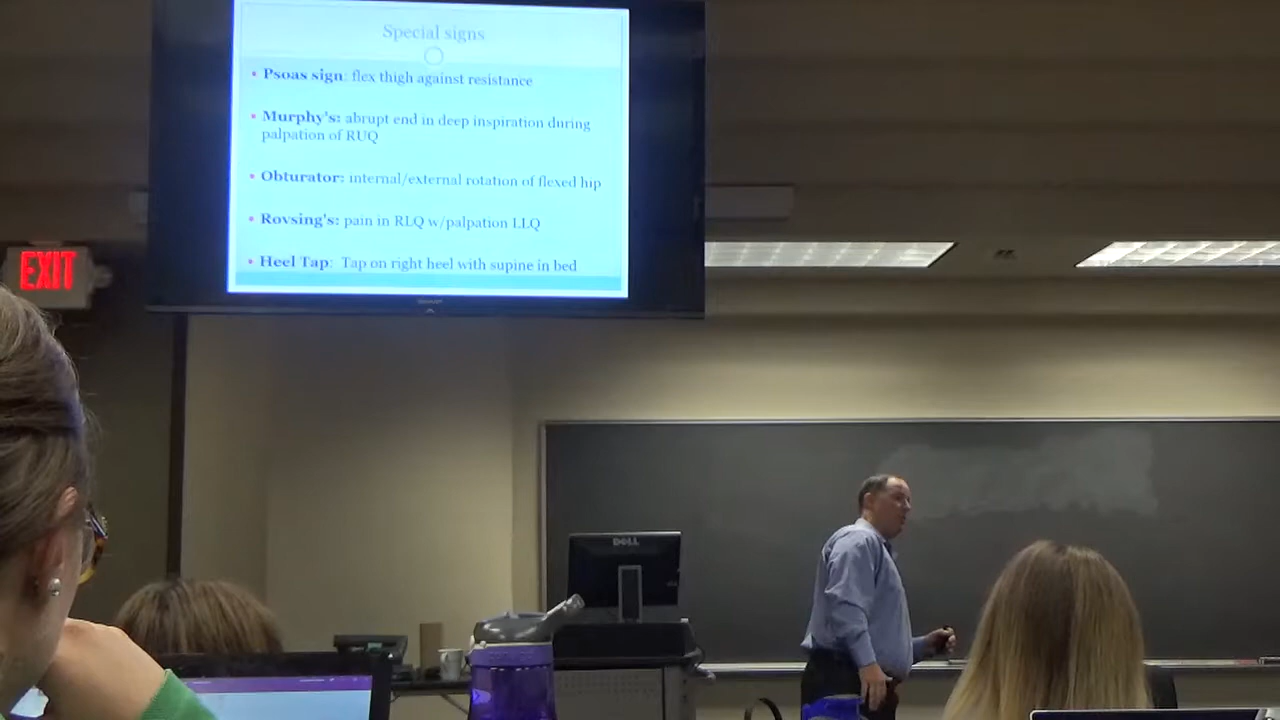 Special signs
• Psoas sign: flex thigh against resistance
• Murphy's: abrupt end in deep inspiration during
palpation of RUQ
• Obturator: internal/external rotation of flexed hip
• Rovsing's: pain in RLQ w/palpation LLQ
• Heel Tap: Tap on right heel with supine in bed
EXIT
SHARP
DELL